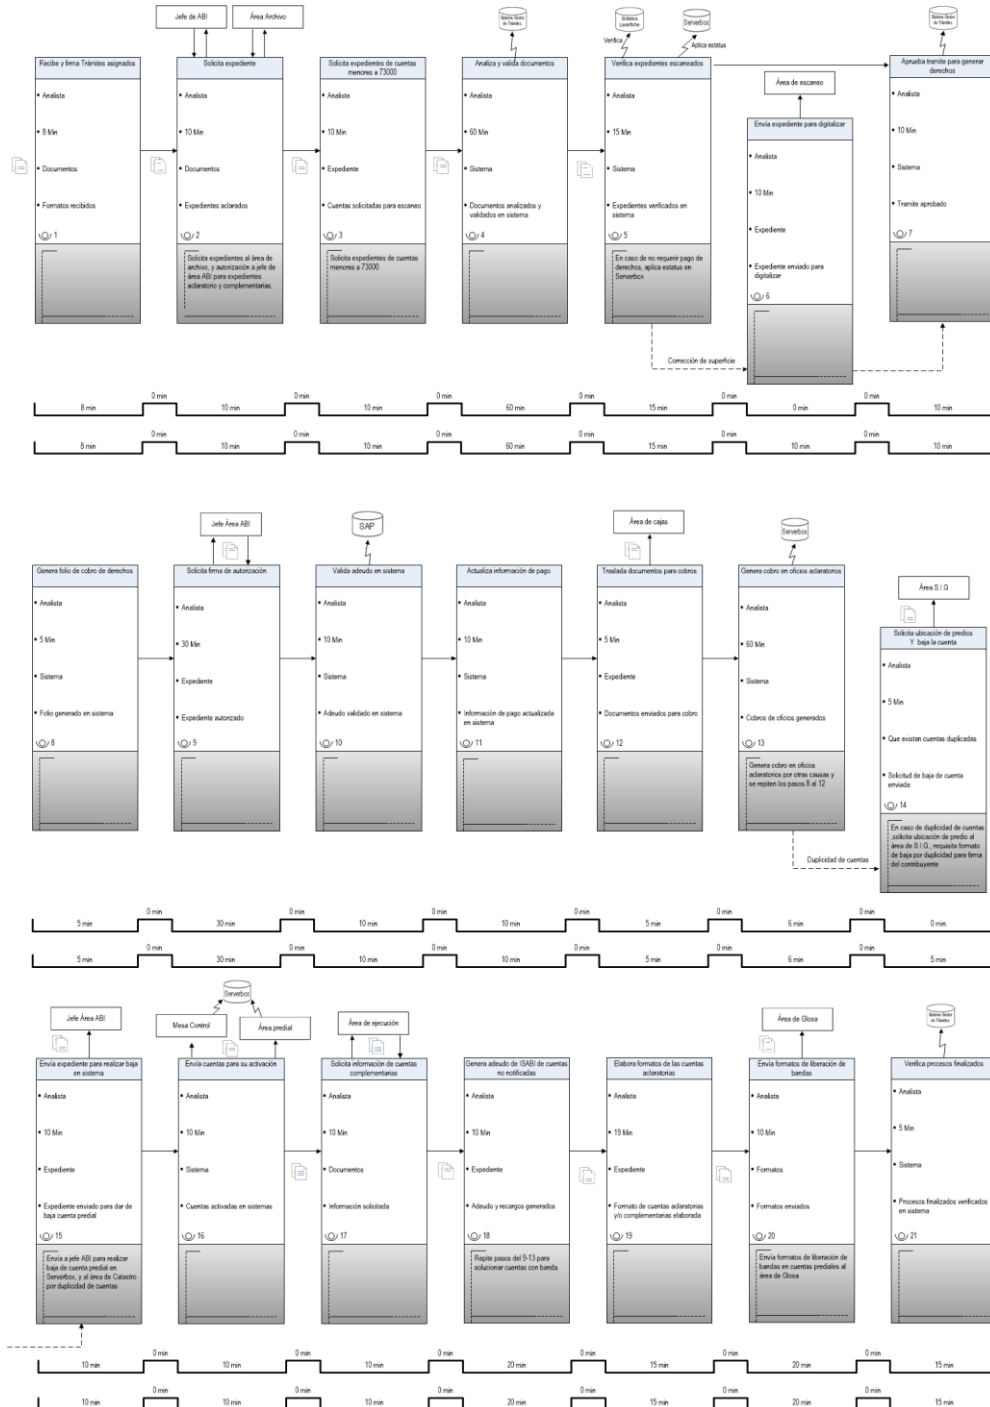 Jefe de ABI
Área Archivo
Sistema Gestor
de Trámites
Sistema
Laserfiche
Serverbox
Sistema Gestor
de Trámites
Verifica
Aplica estatus
Recibe y firma Trámites asignados
• Analista
• 8 Min
• Documentos
• Formatos recibidos
1
Solicita expediente
• Analista
• 10 Min
• Documentos
• Expedientes aclarados
2
Solicita expedientes al área de
archivo, y autorización a jefe de
área ABI para expedientes
aclaratorio y complementarias.
Solicita expedientes de cuentas
menores a 73000
• Analista
• 10 Min
• Expediente
• Cuentas solicitadas para escaneo
3
Solicita expedientes de cuentas
menores a 73000
Analiza y valida documentos
• Analista
• 60 Min
• Sistema
• Documentos analizados y
validados en sistema
4
Verifica expedientes escaneados
• Analista
• 15 Min
• Sistema
• Expedientes verificados en
sistema
5
En caso de no requerir pago de
derechos, aplica estatus en
Serverbox
Corrección de superficie
Área de escaneo
Envía expediente para digitalizar
• Analista
• 10 Min
• Expediente
• Expediente enviado para
digitalizar
6
Aprueba tramite para generar
derechos
• Analista
• 10 Min
• Sistema
• Tramite aprobado
7
8 min
0 min
10 min
0 min
10 min
0 min
60 min
0 min
15 min
0 min
0 min
0 min
10 min
8 min
0 min
10 min
0 min
10 min
0 min
60 min
0 min
15 min
0 min
10 min
0 min
10 min
Jefe Área ABI
SAP
Área de cajas
Serverbox
Área S.I.G
Genera folio de cobro de derechos
• Analista
• 5 Min
• Sistema
• Folio generado en sistema
8
Solicita firma de autorización
• Analista
• 30 Min
• Expediente
• Expediente autorizado
9
Valida adeudo en sistema
• Analista
• 10 Min
• Sistema
• Adeudo validado en sistema
10
Actualiza información de pago
• Analista
• 10 Min
• Sistema
• Información de pago actualizada
en sistema
11
Traslada documentos para cobros
• Analista
• 5 Min
• Expediente
• Documentos enviados para cobro
12
Genera cobro en oficios aclaratorios
• Analista
• 60 Min
• Sistema
• Cobros de oficios generados
13
Genera cobro en oficios
aclaratorios por otras causas y
se repiten los pasos 8 al 12
Duplicidad de cuentas
Solicita ubicación de predios
Y baja la cuenta
• Analista
• 5 Min
• Que existan cuentas duplicadas
• Solicitud de baja de cuenta
enviada
14
En caso de duplicidad de cuentas
,solicita ubicación de predio al
área de S.I.G., requisita formato
de baja por duplicidad para firma
del contribuyente
5 min
0 min
30 min
0 min
10 min
0 min
10 min
0 min
5 min
0 min
6 min
0 min
0 min
5 min
0 min
30 min
0 min
10 min
0 min
10 min
0 min
5 min
0 min
6 min
0 min
5 min
Jefe Área ABI
Serverbox
Mesa Control
Área predial
Área de ejecución
Área de Glosa
Sistema Gestor
de Trámites
Envía expediente para realizar baja
en sistema
• Analista
• 10 Min
• Expediente
• Expediente enviado para dar de
baja cuenta predial
15
Envía a jefe ABI para realizar
baja de cuenta predial en
Serverbox, y al área de Catastro
por duplicidad de cuentas
Envía cuentas para su activación
• Analista
• 10 Min
• Sistema
• Cuentas activadas en sistemas
16
Solicita información de cuentas
complementarias
• Analista
• 10 Min
• Documentos
• Información solicitada
17
Genera adeudo de ISABI de cuentas
no notificadas
• Analista
• 10 Min
• Expediente
• Adeudo y recargos generados
18
Repite pasos del 9-13 para
solucionar cuentas con banda
Elabora formatos de las cuentas
aclaratorias
• Analista
• 19 Min
• Expediente
• Formato de cuentas aclaratorias
y/o complementarias elaborada
19
Envía formatos de liberación de
bandas
• Analista
• 10 Min
• Formatos
• Formatos enviados
20
Envía formatos de liberación de
bandas en cuentas prediales al
área de Glosa
Verifica procesos finalizados
• Analista
• 5 Min
• Sistema
• Procesos finalizados verificados
en sistema
21
10 min
0 min
10 min
0 min
10 min
0 min
20 min
0 min
15 min
0 min
20 min
0 min
15 min
10 min
0 min
10 min
0 min
10 min
0 min
20 min
0 min
15 min
0 min
20 min
0 min
15 min